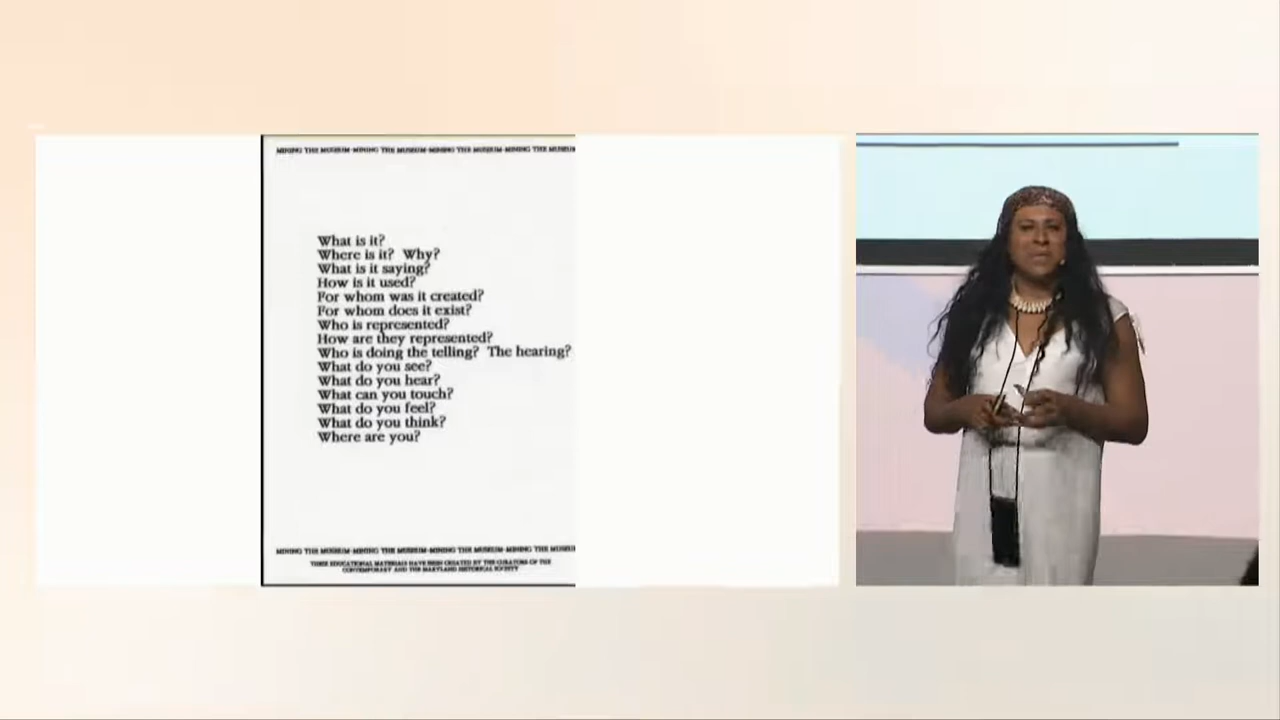 MINING THE MUSEUM-MINING THE MUSEUM-MINING THE MUSEUM-MINING THE MUSEUM
What is it?
Where is it? Why?
What is it saying?
How is it used?
For whom was it created?
For whom does it exist?
Who is represented?
How are they represented?
Who is doing the telling? The hearing?
What do you see?
What do you hear?
What can you touch?
What do you feel?
What do you think?
Where are you?
MINING THE MUSEUM-MINING THE MUSEUM-MINING THE MUSEUM-MINING THE MUSEUM
THESE EDUCATIONAL MATERIALS HAVE BEEN CREATED BY THE CURATORS OF THE
CONTEMPORARY AND THE MARYLAND HISTORICAL SOCIETY